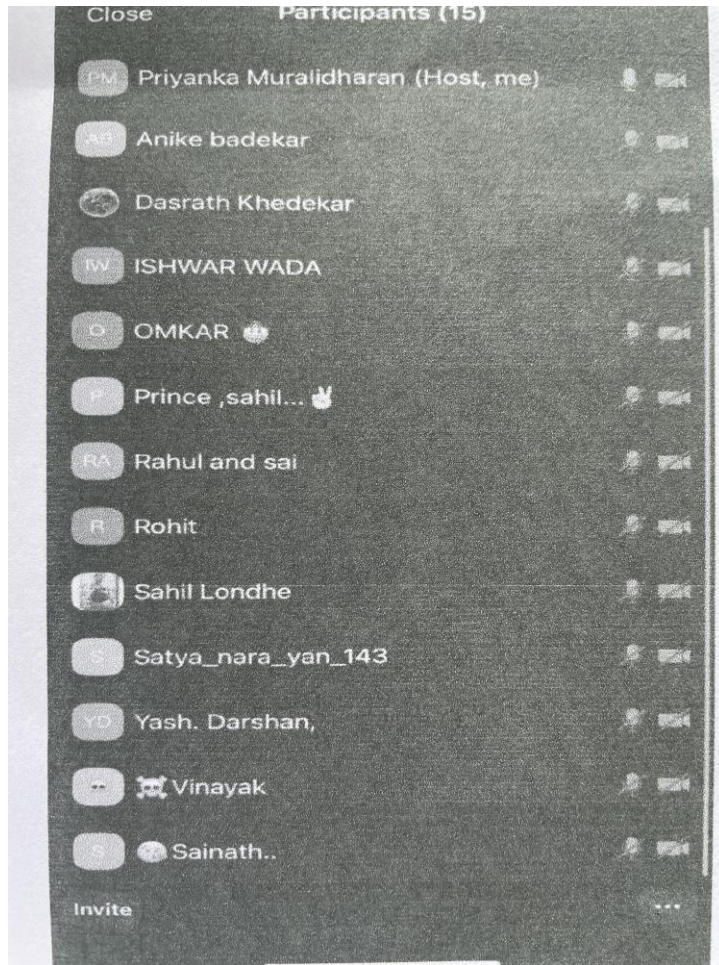 Close Participants (15)
PM Priyanka Muralidharan (Host, me)
AB Anike badekar
Dasrath Khedekar
IW ISHWAR WADA
O OMKAR
P Prince ,sahil...✌
RA Rahul and sai
R Rohit
Sahil Londhe
S Satya_nara_yan_143
YD Yash. Darshan,
☠ Vinayak
S Sainath..
Invite ...